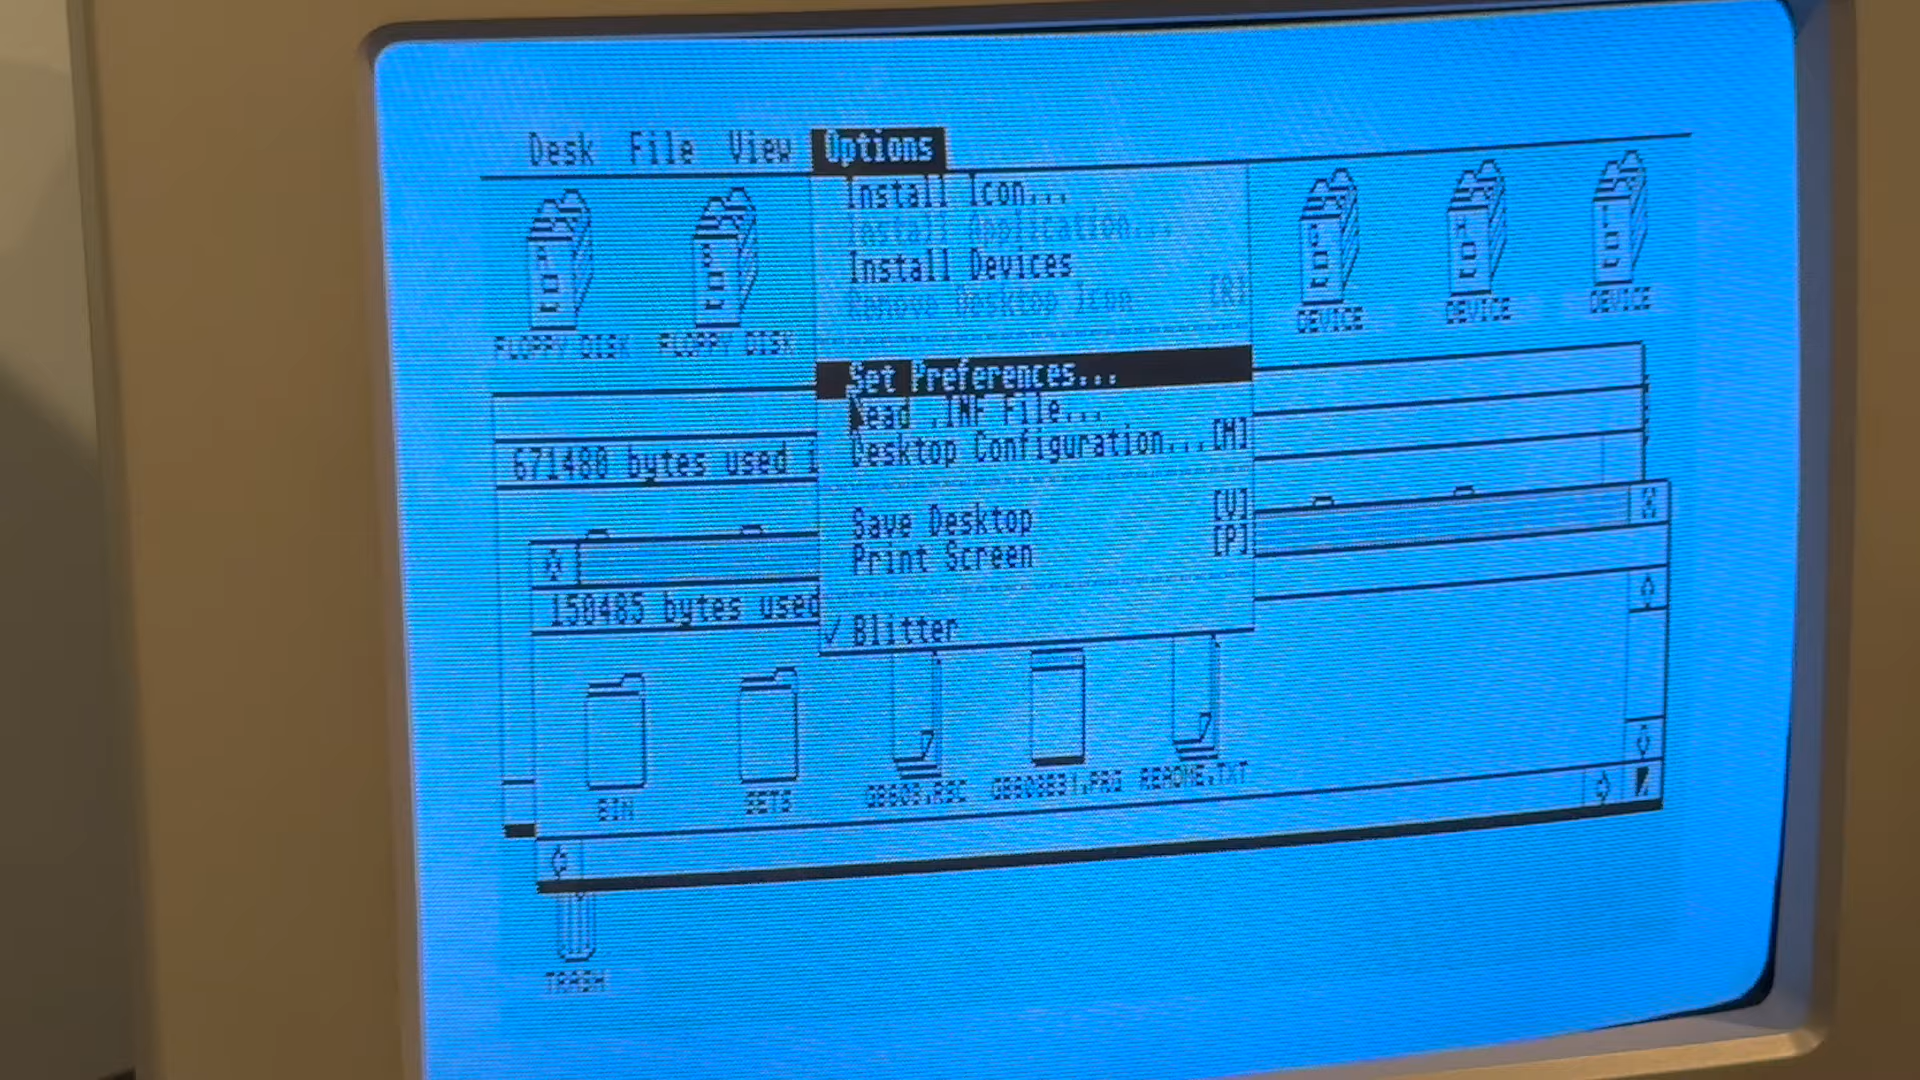 Desk File View Options
Install Icon...
Install Application...
Install Devices
Remove Desktop Icon [R]
Set Preferences...
Read .INF File...
Desktop Configuration... [M]
Save Desktop [V]
Print Screen [P]
✓ Blitter
A
B
G
H
I
FLOPPY DISK FLOPPY DISK DEVICE DEVICE DEVICE
671480 bytes used i
150485 bytes used
BIN SETS README.TXT
TRASH